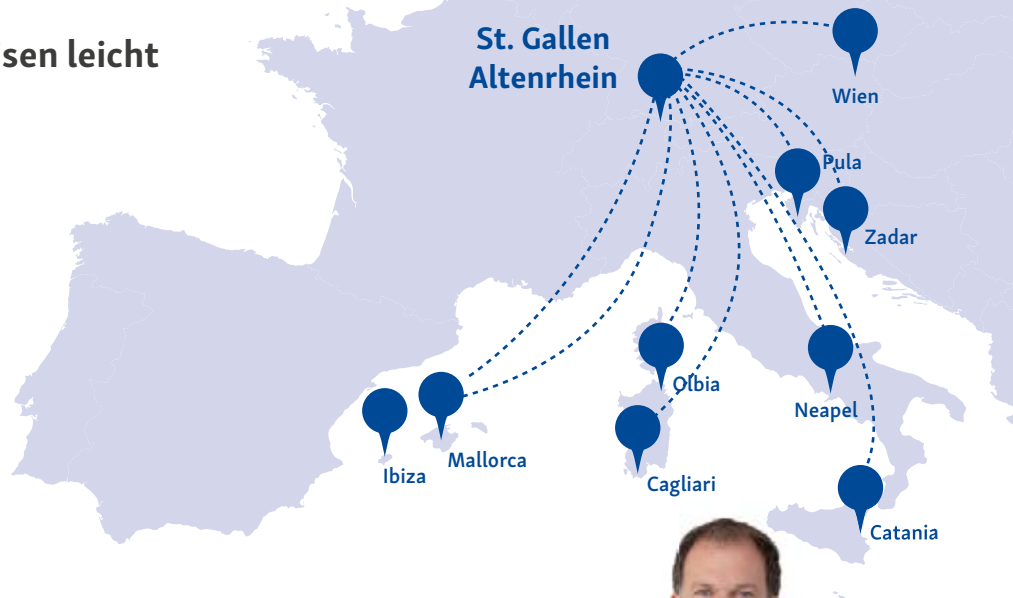 sen leicht
St. Gallen
Altenrhein
Wien
Pula
Zadar
Olbia
Neapel
Mallorca
Ibiza
Cagliari
Catania